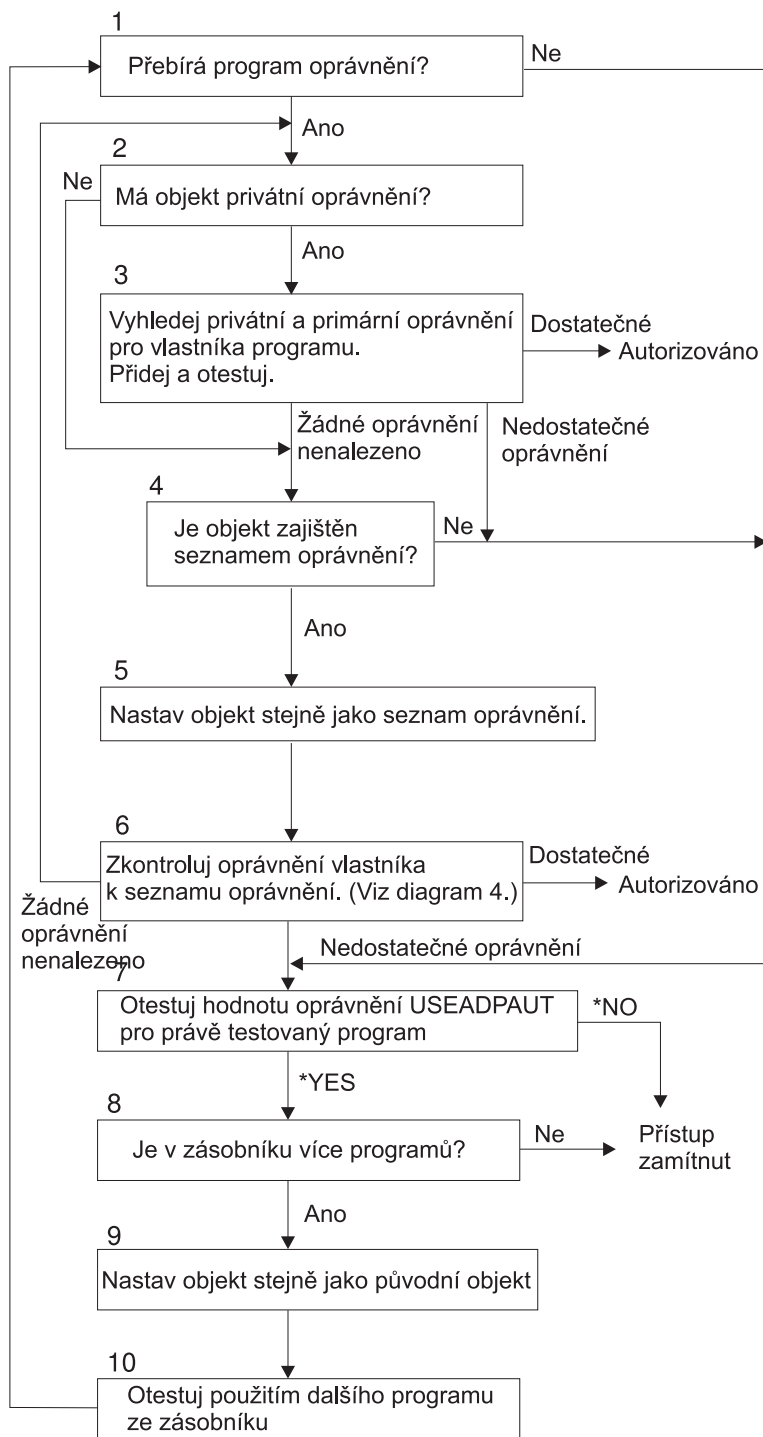 1
Přebírá program oprávnění?
Ne
Ano
2
Ne
Má objekt privátní oprávnění?
Ano
3
Vyhledej privátní a primární oprávnění
pro vlastníka programu.
Přidej a otestuj.
Dostatečné
Autorizováno
Žádné oprávnění
nenalezeno
Nedostatečné
oprávnění
4
Je objekt zajištěn
seznamem oprávnění?
Ne
Ano
5
Nastav objekt stejně jako seznam oprávnění.
6
Zkontroluj oprávnění vlastníka
k seznamu oprávnění. (Viz diagram 4.)
Dostatečné
Autorizováno
Žádné
oprávnění
nenalezeno
Nedostatečné oprávnění
7
Otestuj hodnotu oprávnění USEADPAUT
pro právě testovaný program
*NO
*YES
8
Je v zásobníku více programů?
Ne
Přístup
zamítnut
Ano
9
Nastav objekt stejně jako původní objekt
10
Otestuj použitím dalšího programu
ze zásobníku